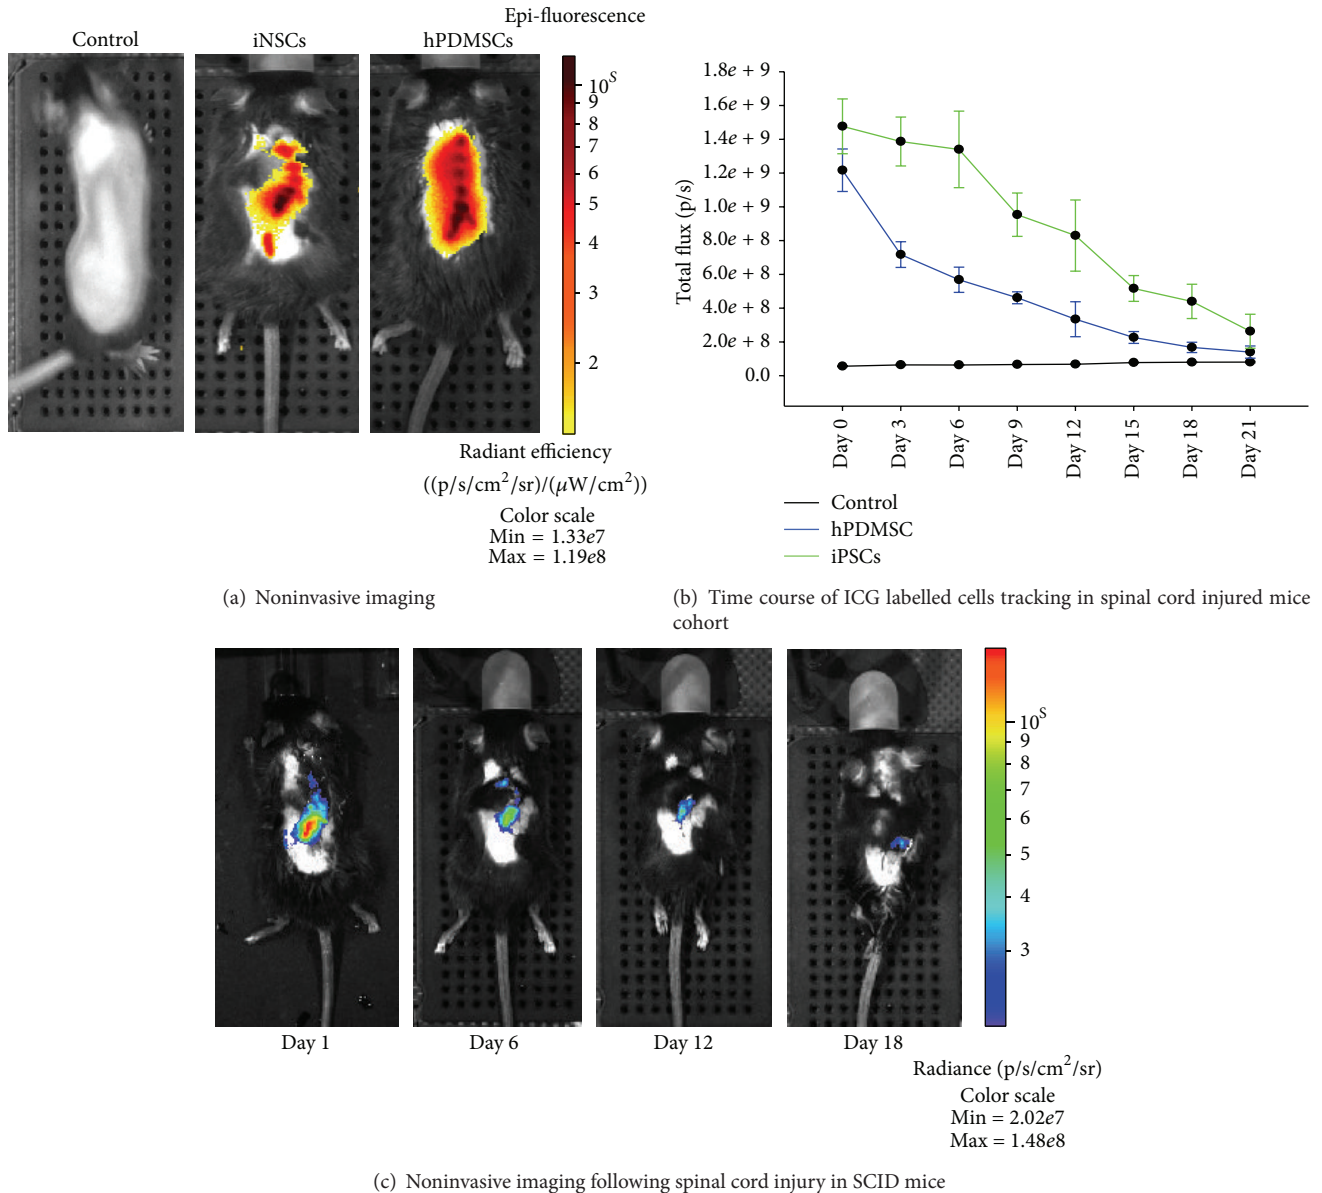 Epi-fluorescence
Control
iNSCs
hPDMSCs
10^S
9
8
7
6
5
4
3
2
Radiant efficiency
((p/s/cm²/sr)/(μW/cm²))
Color scale
Min = 1.33e7
Max = 1.19e8
(a) Noninvasive imaging
Total flux (p/s)
1.8e + 9
1.6e + 9
1.4e + 9
1.2e + 9
1.0e + 9
8.0e + 8
6.0e + 8
4.0e + 8
2.0e + 8
0.0
Day 0
Day 3
Day 6
Day 9
Day 12
Day 15
Day 18
Day 21
Control
hPDMSC
iPSCs
(b) Time course of ICG labelled cells tracking in spinal cord injured mice
cohort
Day 1
Day 6
Day 12
Day 18
10^S
9
8
7
6
5
4
3
Radiance (p/s/cm²/sr)
Color scale
Min = 2.02e7
Max = 1.48e8
(c) Noninvasive imaging following spinal cord injury in SCID mice